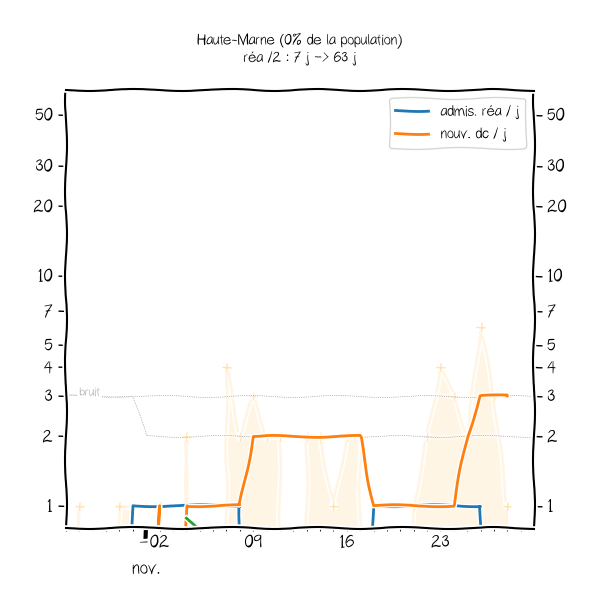 Haute-Marne (0% de la population)
réa /2 : 7 j -> 63 j
admis. réa / j
nouv. dc / j
50 50
30 30
20 20
10 10
7 7
5 5
4 4
3 bruit 3
2 2
1 1
02 09 16 23
nov.